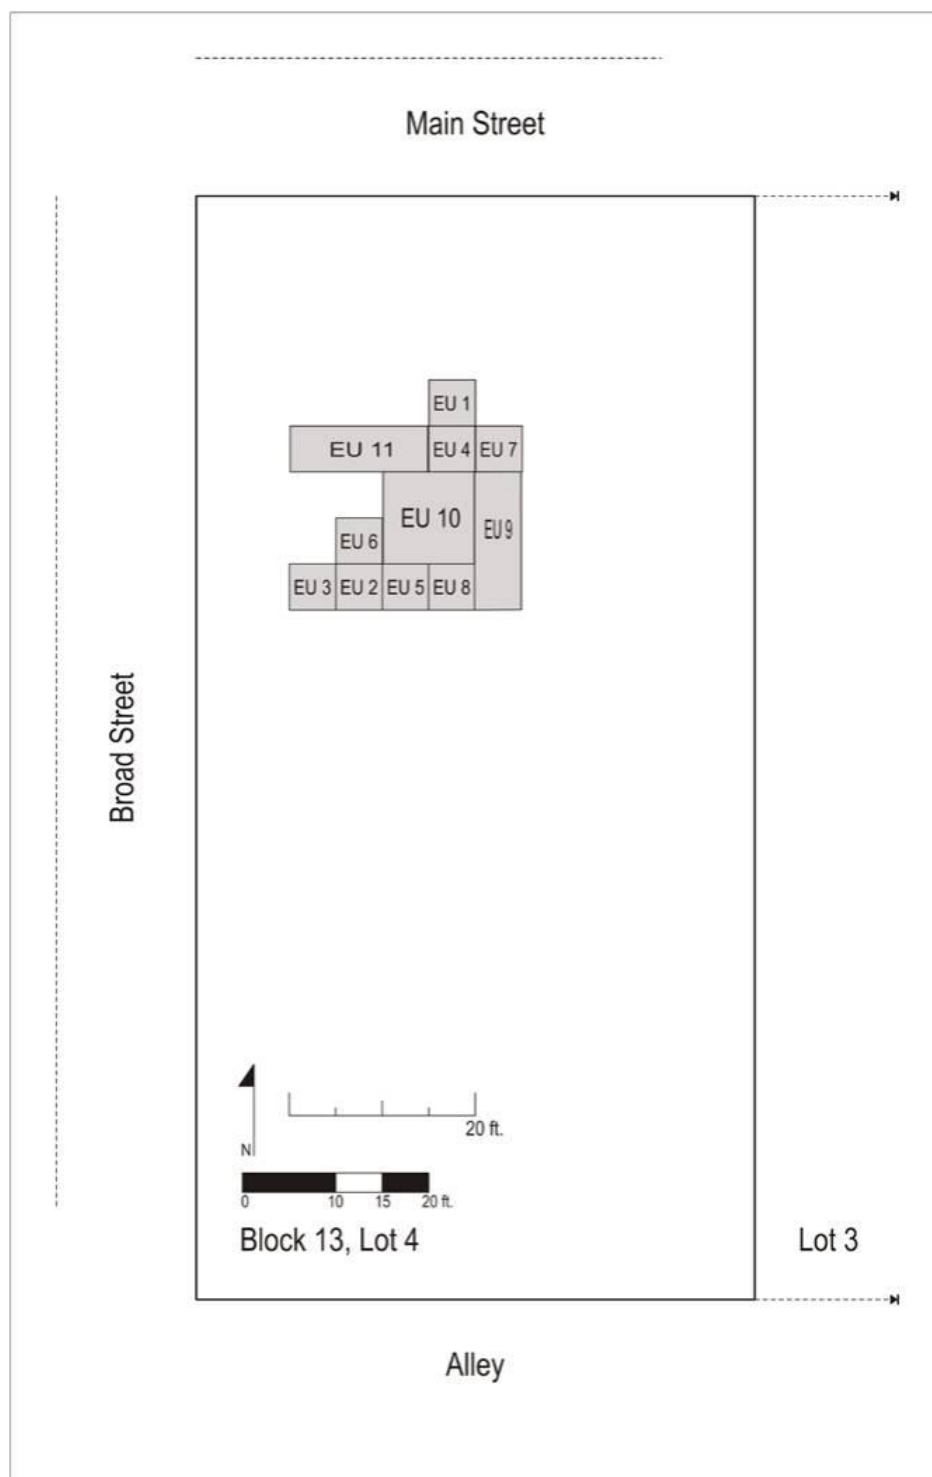 Main Street
EU 1
EU 11 EU 4 EU 7
EU 10 EU 9
EU 6
EU 3 EU 2 EU 5 EU 8
Broad Street
20 ft.
N
0 10 15 20 ft.
Block 13, Lot 4
Lot 3
Alley